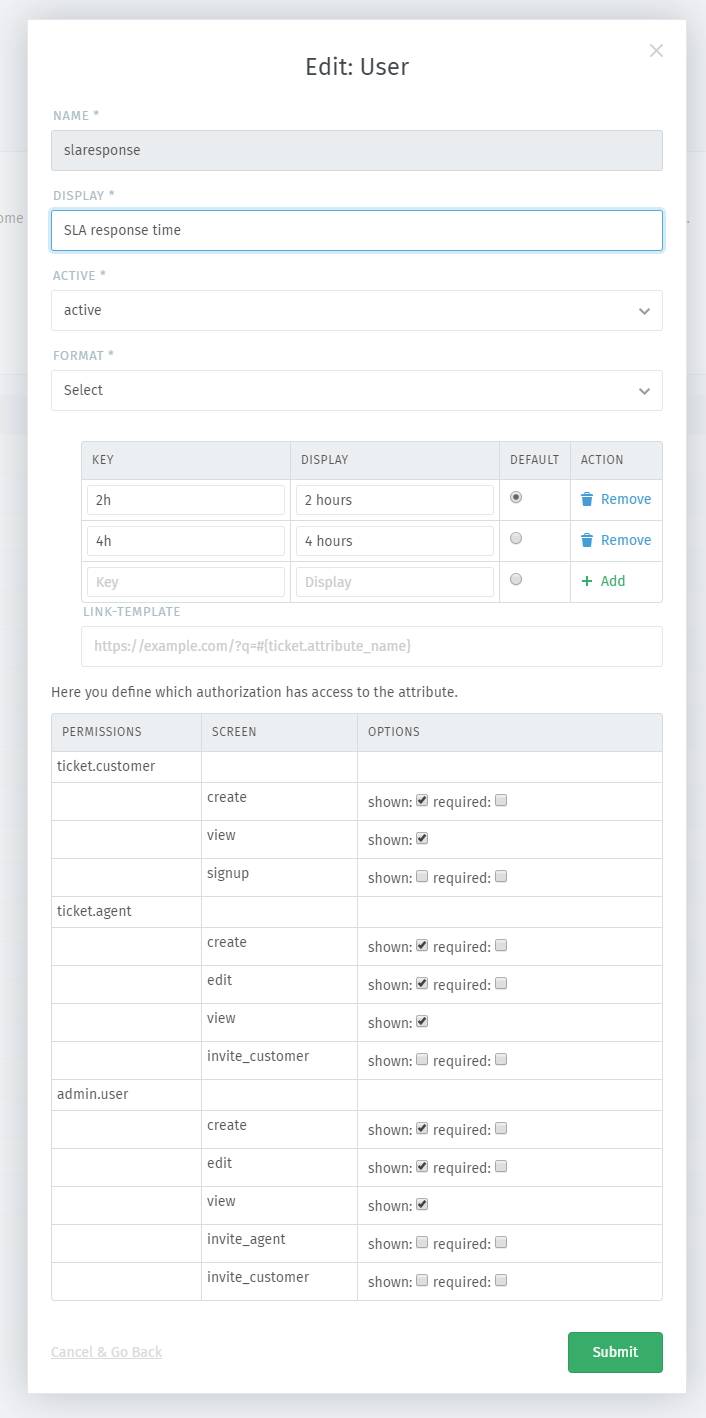 Edit: User
NAME *
slaresponse
DISPLAY *
ome
SLA response time
ACTIVE *
active
FORMAT *
Select
KEY DISPLAY DEFAULT ACTION
2h 2 hours Remove
4h 4 hours Remove
Key Display Add
LINK-TEMPLATE
https://example.com/?q=#{ticket.attribute_name}
Here you define which authorization has access to the attribute.
PERMISSIONS SCREEN OPTIONS
ticket.customer
create shown: required:
view shown:
signup shown: required:
ticket.agent
create shown: required:
edit shown: required:
view shown:
invite_customer shown: required:
admin.user
create shown: required:
edit shown: required:
view shown:
invite_agent shown: required:
invite_customer shown: required:
Cancel & Go Back Submit